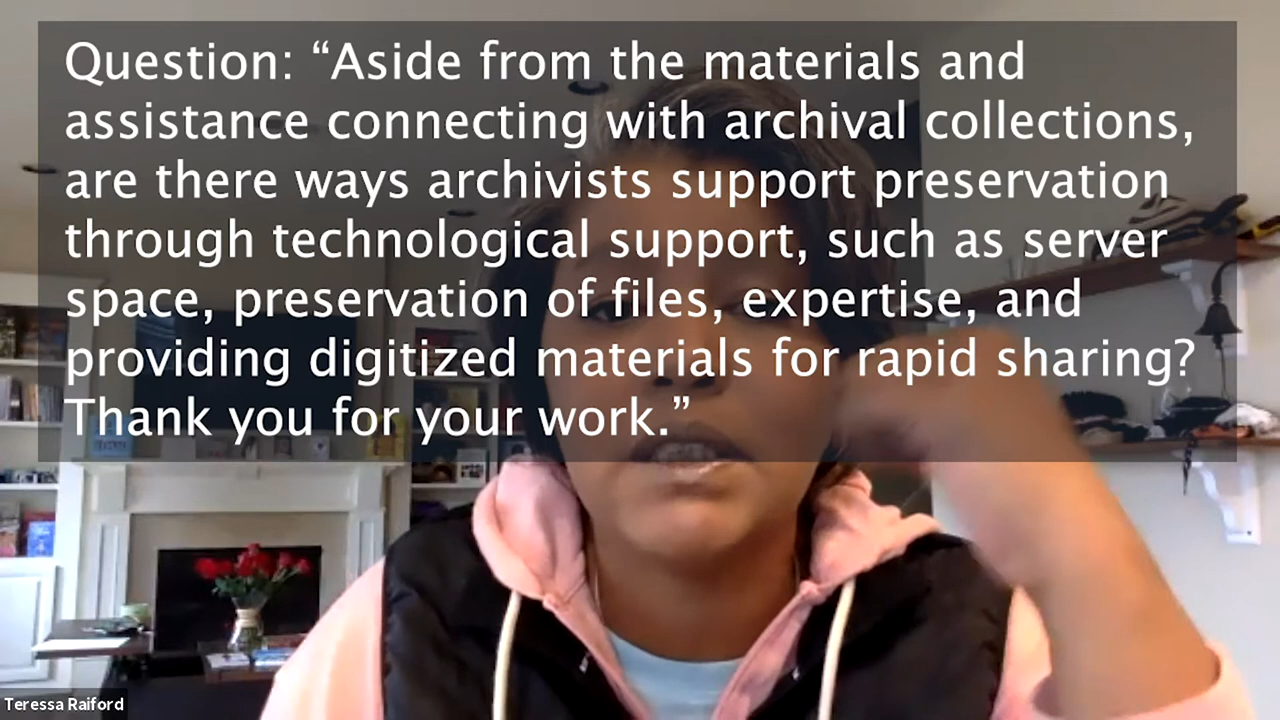 Question: “Aside from the materials and
assistance connecting with archival collections,
are there ways archivists support preservation
through technological support, such as server
space, preservation of files, expertise, and
providing digitized materials for rapid sharing?
Thank you for your work.”
Teressa Raiford